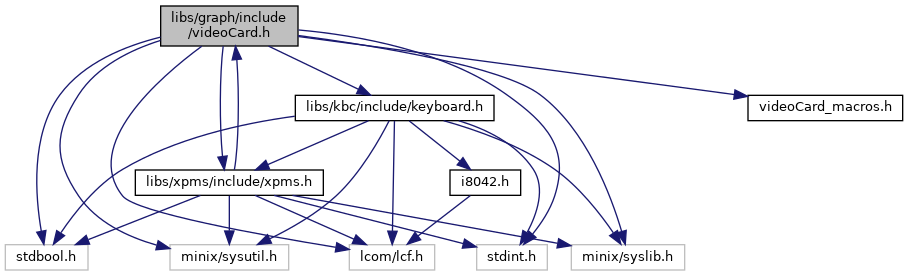 libs/graph/include
/videoCard.h
libs/kbc/include/keyboard.h
videoCard_macros.h
libs/xpms/include/xpms.h
i8042.h
stdbool.h
minix/sysutil.h
lcom/lcf.h
stdint.h
minix/syslib.h